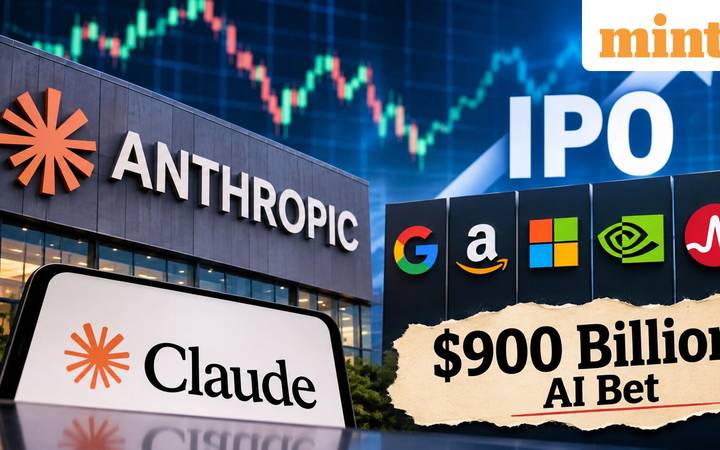 mint
ANTHROPIC
IPO
a
$900 Billion
AI Bet
Claude